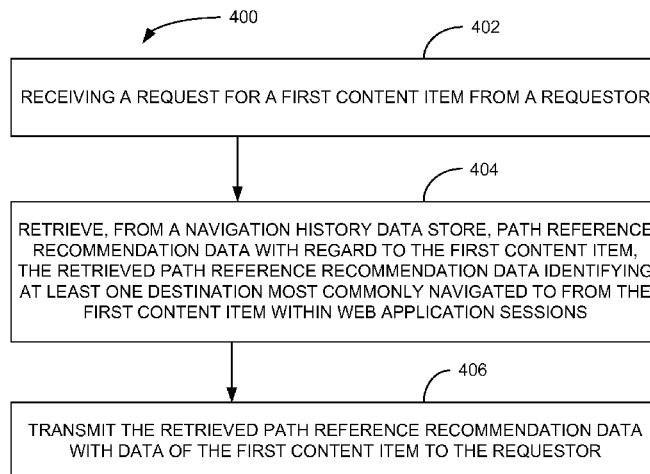 400
402
RECEIVING A REQUEST FOR A FIRST CONTENT ITEM FROM A REQUESTOR
404
RETRIEVE, FROM A NAVIGATION HISTORY DATA STORE, PATH REFERENCE
RECOMMENDATION DATA WITH REGARD TO THE FIRST CONTENT ITEM,
THE RETRIEVED PATH REFERENCE RECOMMENDATION DATA IDENTIFYING
AT LEAST ONE DESTINATION MOST COMMONLY NAVIGATED TO FROM THE
FIRST CONTENT ITEM WITHIN WEB APPLICATION SESSIONS
406
TRANSMIT THE RETRIEVED PATH REFERENCE RECOMMENDATION DATA
WITH DATA OF THE FIRST CONTENT ITEM TO THE REQUESTOR